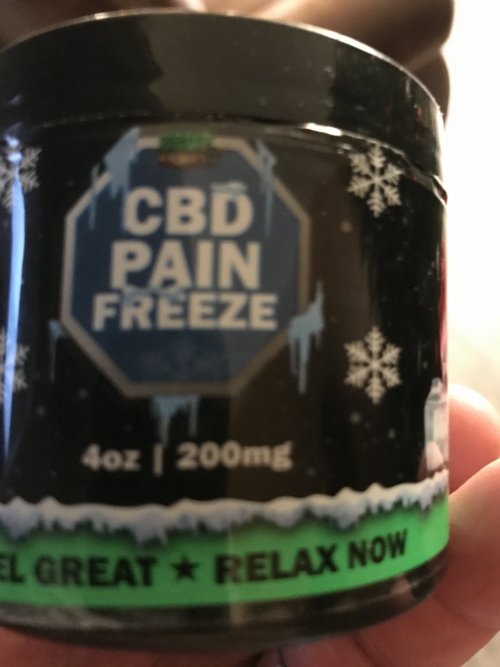 CBD
PAIN
FREEZE
4oz | 200mg
EL GREAT ★ RELAX NOW